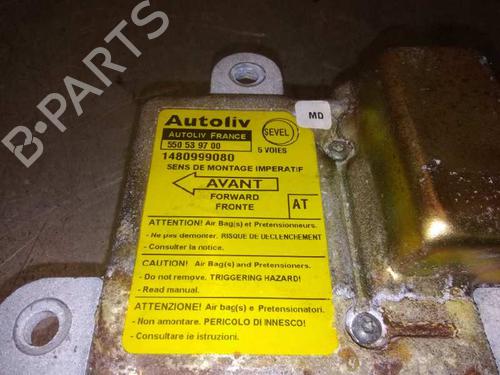 B-PARTS
Autoliv
AUTOLIV FRANCE
SEVEL
MD
550 53 97 00
5 VOIES
1480999080
SENS DE MONTAGE IMPERATIF
AVANT
FORWARD
FRONTE
AT
ATTENTION! Air Bag(s) et Pretensionneurs.
- Ne pas demonter. RISQUE DE DECLENCHEMENT
- Consulter la notice.
CAUTION! Air Bag(s) and Pretensioners.
- Do not remove. TRIGGERING HAZARD!
- Read manual.
ATTENZIONE! Air bag(s) e Pretensionatori.
- Non amontare. PERICOLO DI INNESCO!
- Consultare le istruzioni.